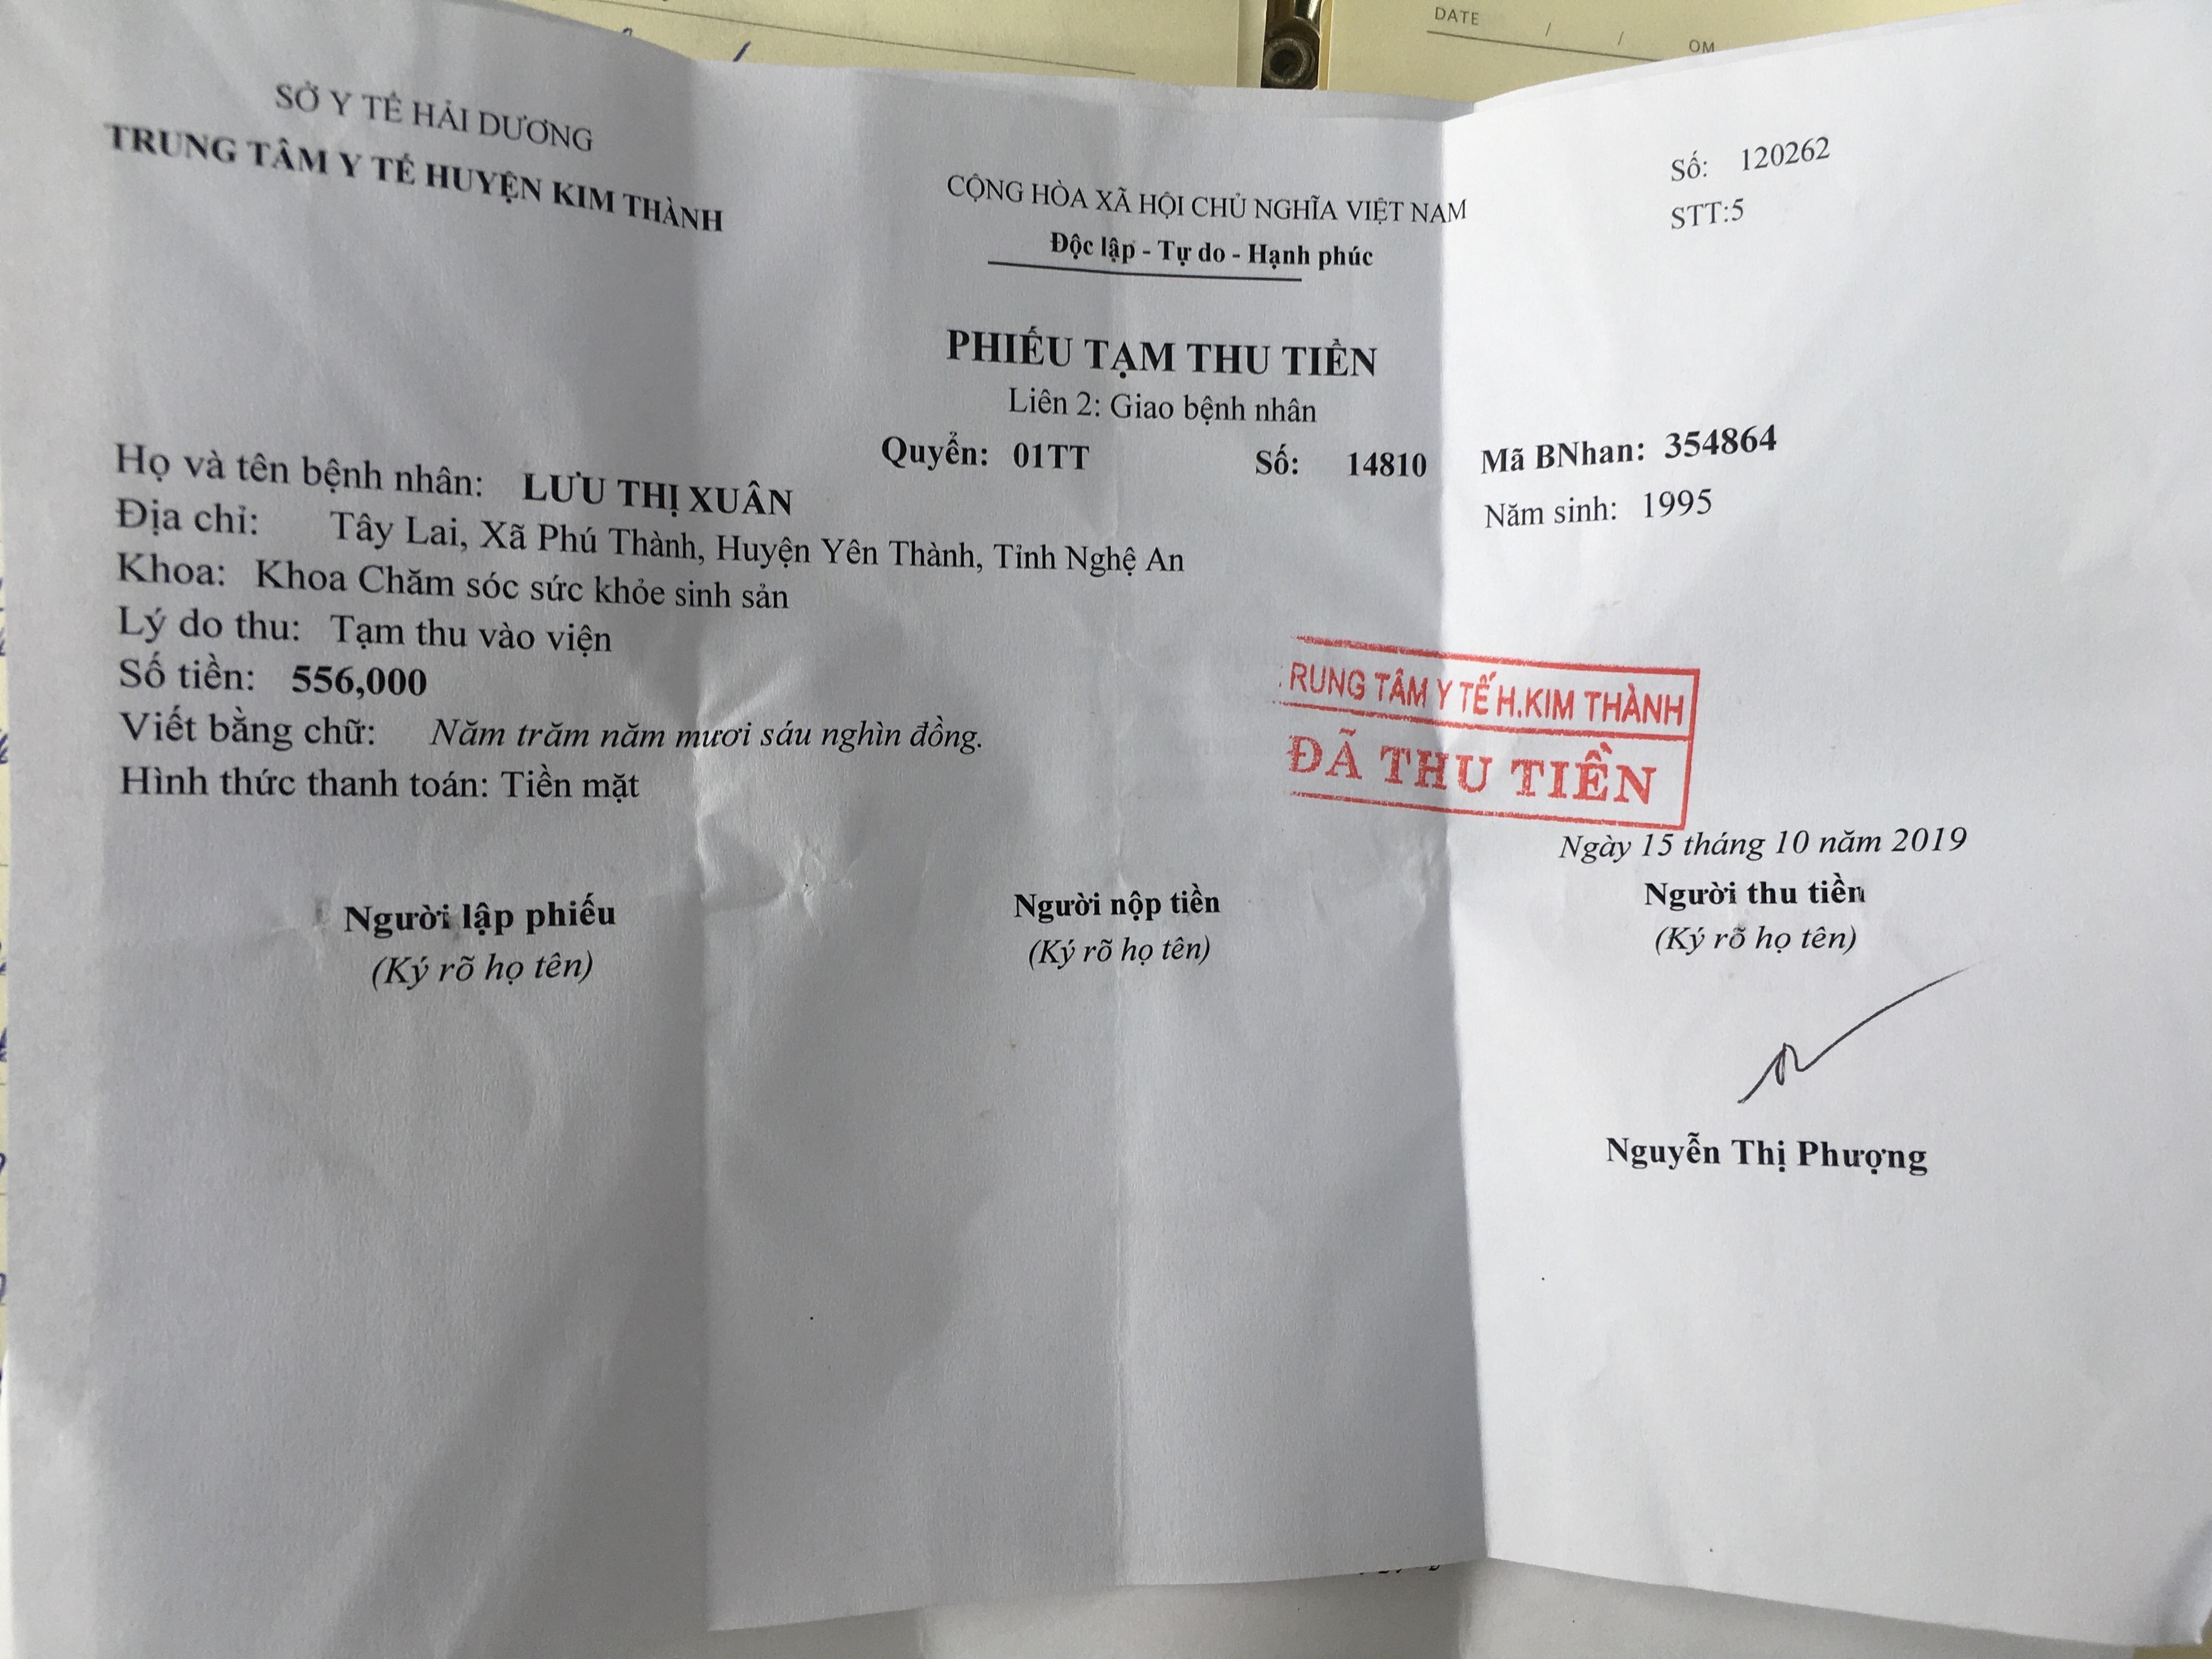 DATE / / OM
SỞ Y TẾ HẢI DƯƠNG
TRUNG TÂM Y TẾ HUYỆN KIM THÀNH
CỘNG HÒA XÃ HỘI CHỦ NGHĨA VIỆT NAM
Độc lập - Tự do - Hạnh phúc
Số: 120262
STT:5
PHIẾU TẠM THU TIỀN
Liên 2: Giao bệnh nhân
Quyển: 01TT Số: 14810 Mã BNhan: 354864
Họ và tên bệnh nhân: LƯU THỊ XUÂN Năm sinh: 1995
Địa chỉ: Tây Lai, Xã Phú Thành, Huyện Yên Thành, Tỉnh Nghệ An
Khoa: Khoa Chăm sóc sức khỏe sinh sản
Lý do thu: Tạm thu vào viện
Số tiền: 556,000
Viết bằng chữ: Năm trăm năm mươi sáu nghìn đồng.
Hình thức thanh toán: Tiền mặt
RUNG TÂM Y TẾ H.KIM THÀNH
ĐÃ THU TIỀN
Ngày 15 tháng 10 năm 2019
Người lập phiếu Người nộp tiền Người thu tiền
(Ký rõ họ tên) (Ký rõ họ tên) (Ký rõ họ tên)
Nguyễn Thị Phượng